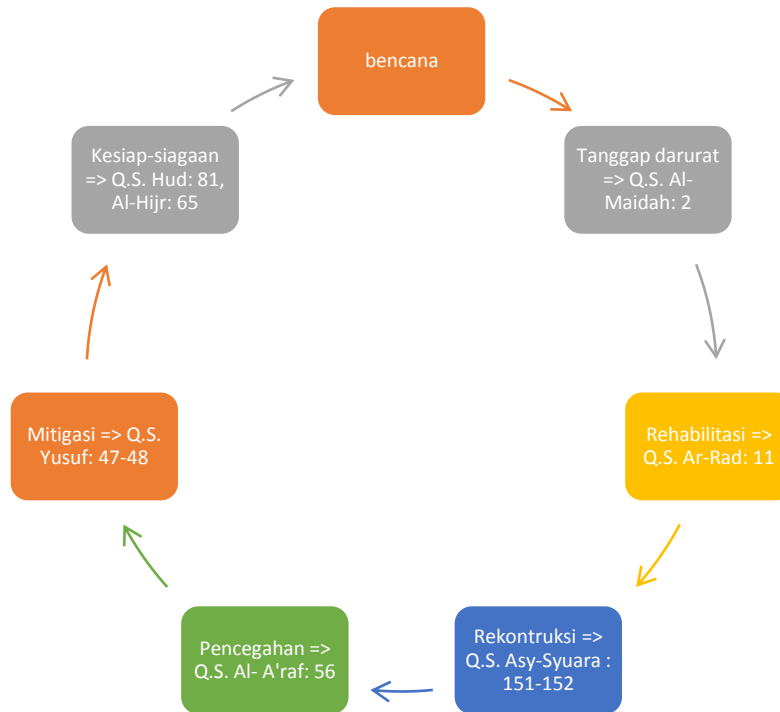 bencana
Tanggap darurat
=> Q.S. Al-
Maidah: 2
Rehabilitasi =>
Q.S. Ar-Rad: 11
Rekontruksi =>
Q.S. Asy-Syuara :
151-152
Pencegahan =>
Q.S. Al- A'raf: 56
Mitigasi => Q.S.
Yusuf: 47-48
Kesiap-siagaan
=> Q.S. Hud: 81,
Al-Hijr: 65